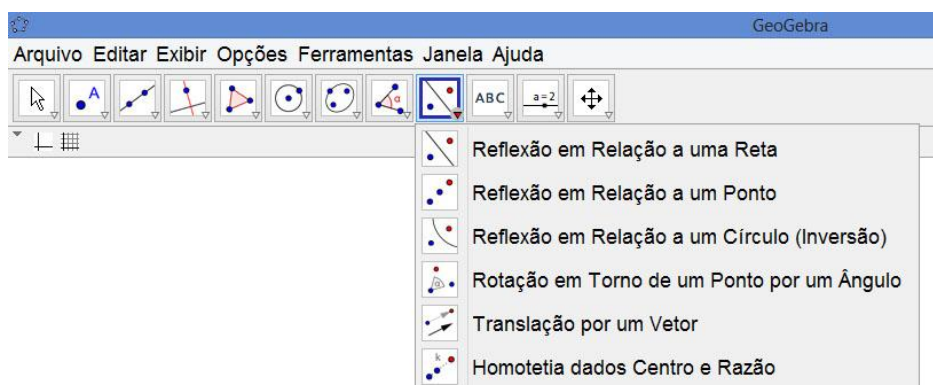 GeoGebra
Arquivo Editar Exibir Opções Ferramentas Janela Ajuda
A
α
ABC
a=2
Reflexão em Relação a uma Reta
Reflexão em Relação a um Ponto
Reflexão em Relação a um Círculo (Inversão)
α
Rotação em Torno de um Ponto por um Ângulo
Translação por um Vetor
k
Homotetia dados Centro e Razão